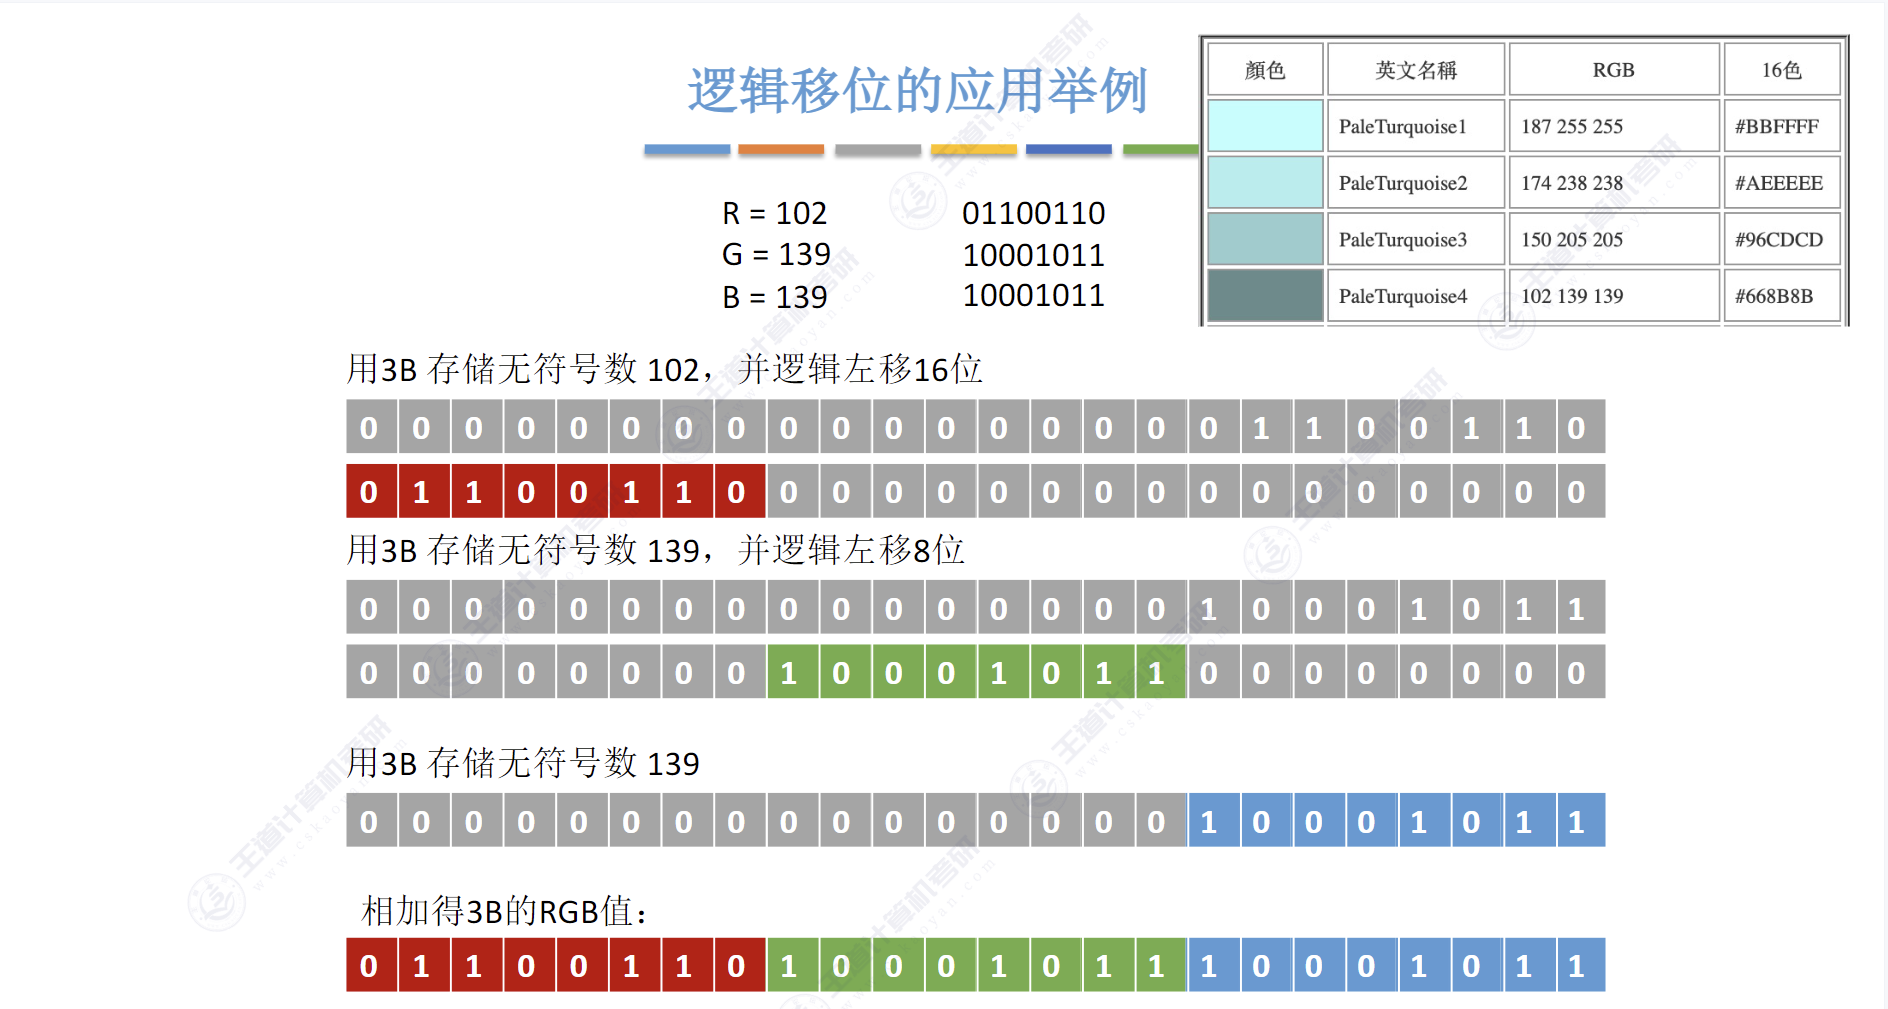 逻辑移位的应用举例
顏色 英文名稱 RGB 16色
PaleTurquoise1 187 255 255 #BBFFFF
PaleTurquoise2 174 238 238 #AEEEEE
PaleTurquoise3 150 205 205 #96CDCD
PaleTurquoise4 102 139 139 #668B8B
R = 102 01100110
G = 139 10001011
B = 139 10001011
用3B 存储无符号数 102，并逻辑左移16位
0 0 0 0 0 0 0 0 0 0 0 0 0 0 0 0 0 1 1 0 0 1 1 0
0 1 1 0 0 1 1 0 0 0 0 0 0 0 0 0 0 0 0 0 0 0 0 0
用3B 存储无符号数 139，并逻辑左移8位
0 0 0 0 0 0 0 0 0 0 0 0 0 0 0 0 1 0 0 0 1 0 1 1
0 0 0 0 0 0 0 0 1 0 0 0 1 0 1 1 0 0 0 0 0 0 0 0
用3B 存储无符号数 139
0 0 0 0 0 0 0 0 0 0 0 0 0 0 0 0 1 0 0 0 1 0 1 1
相加得3B的RGB值：
0 1 1 0 0 1 1 0 1 0 0 0 1 0 1 1 1 0 0 0 1 0 1 1
王道计算机考研
www.cskaoyan.com